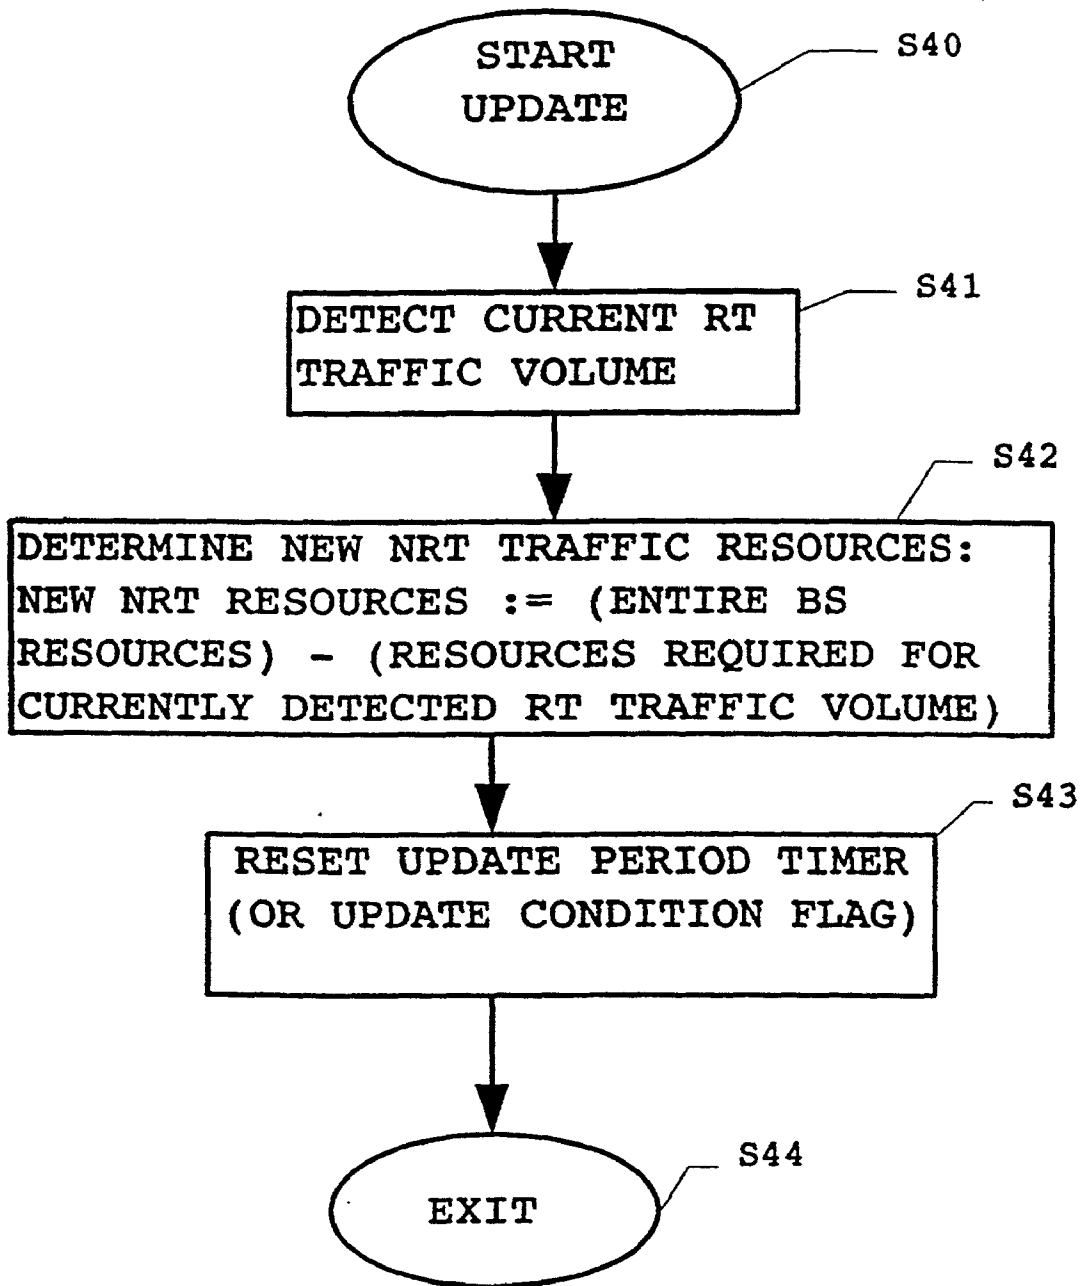 START
UPDATE
S40
DETECT CURRENT RT
TRAFFIC VOLUME
S41
S42
DETERMINE NEW NRT TRAFFIC RESOURCES:
NEW NRT RESOURCES := (ENTIRE BS
RESOURCES) - (RESOURCES REQUIRED FOR
CURRENTLY DETECTED RT TRAFFIC VOLUME)
S43
RESET UPDATE PERIOD TIMER
(OR UPDATE CONDITION FLAG)
S44
EXIT